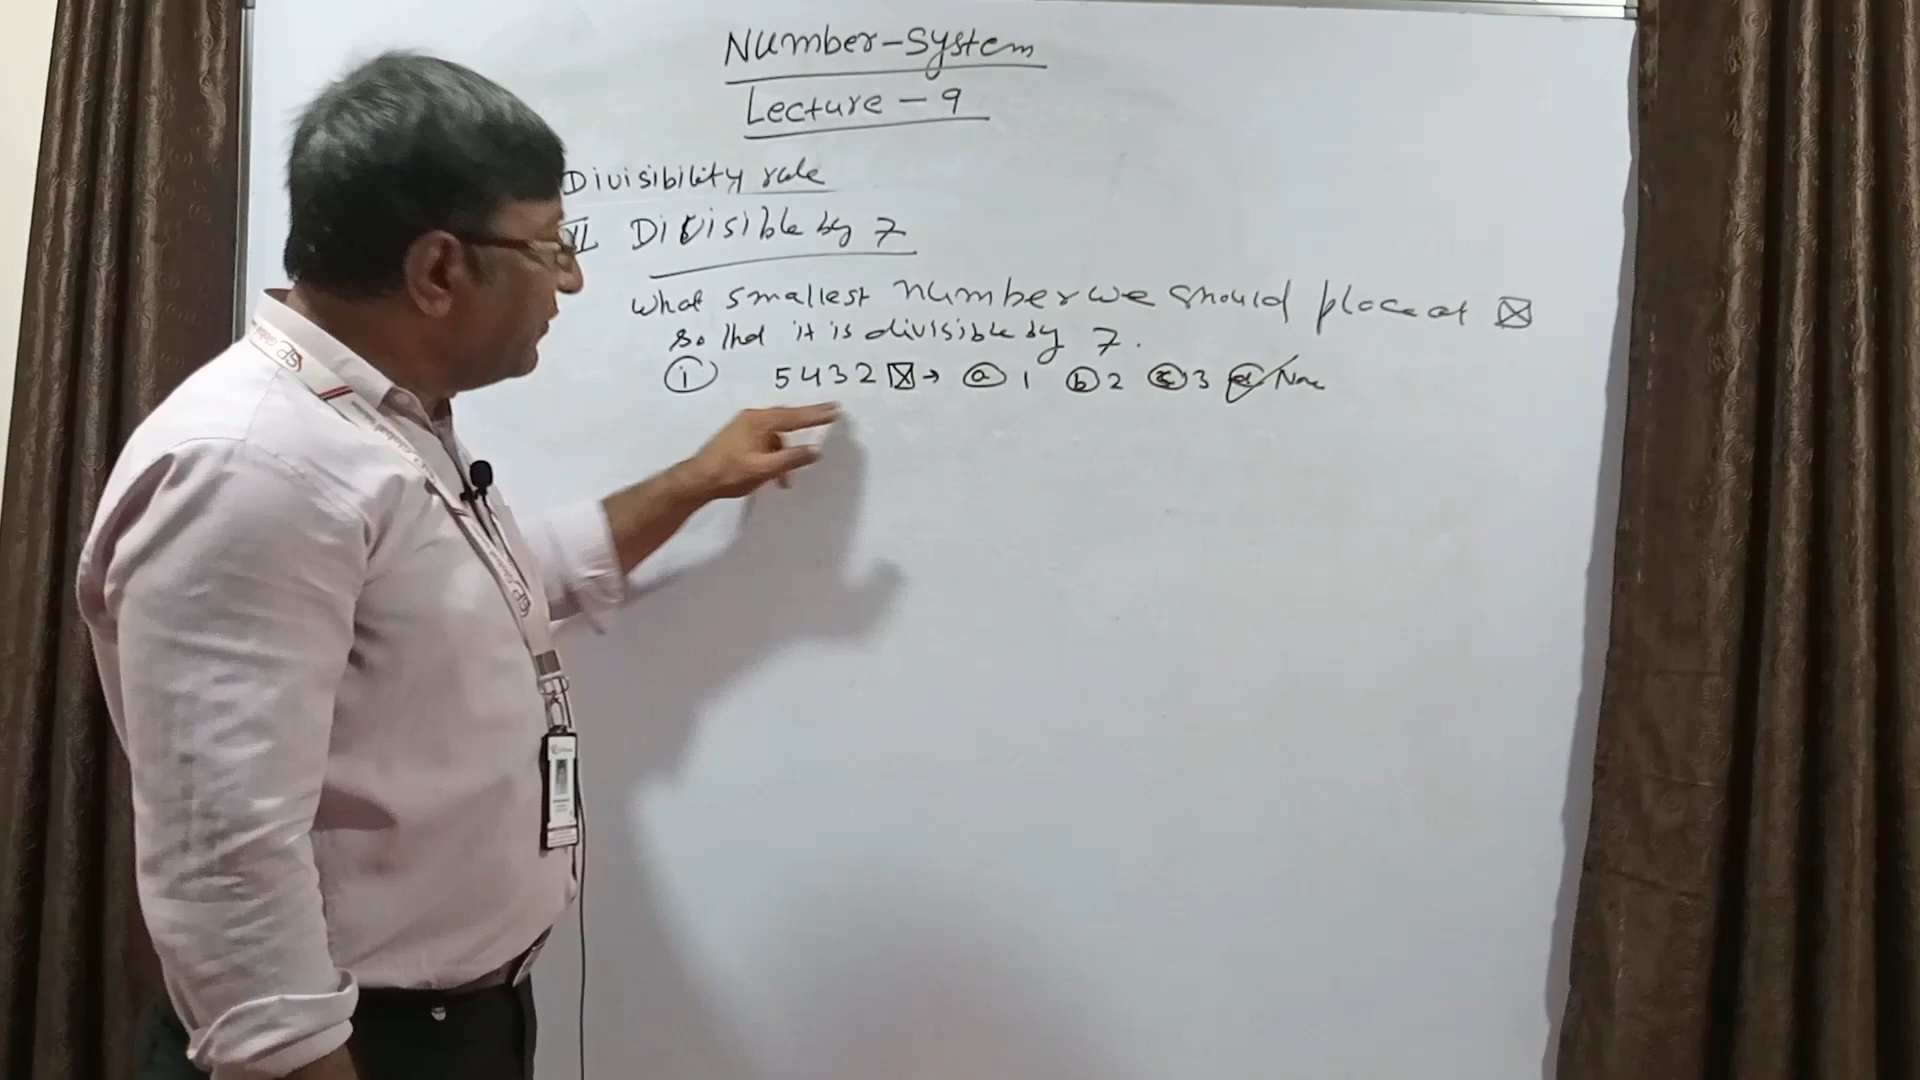 Number-System
Lecture - 9
Divisibility rule
VI Divisible by 7
What smallest number we should place at ☒
So that it is divisible by 7.
(i) 5432☒→ (a) 1 (b) 2 (c) 3 (d) None